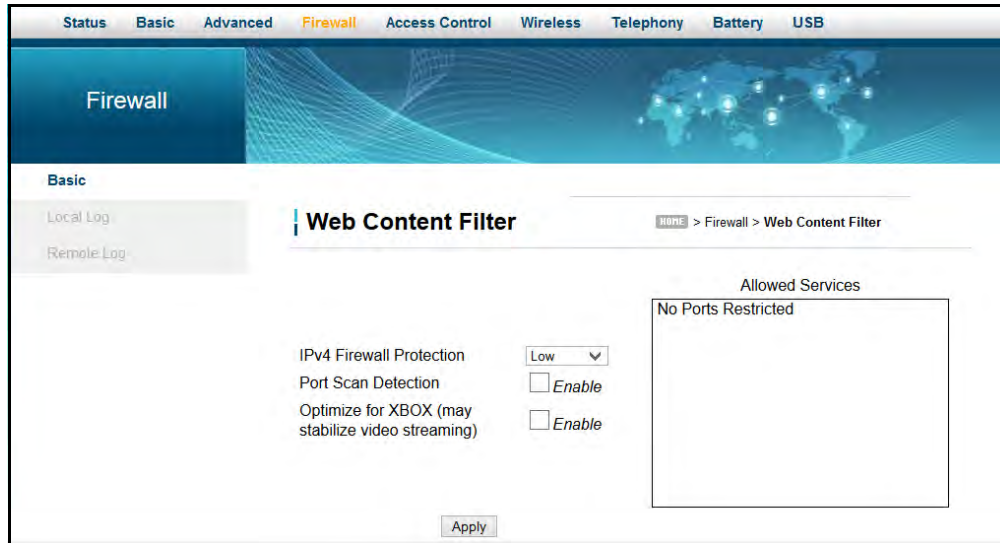 Status Basic Advanced Firewall Access Control Wireless Telephony Battery USB
Firewall
Basic
Local Log
Remote Log
Web Content Filter
HOME > Firewall > Web Content Filter
Allowed Services
No Ports Restricted
IPv4 Firewall Protection Low
Port Scan Detection Enable
Optimize for XBOX (may
stabilize video streaming) Enable
Apply